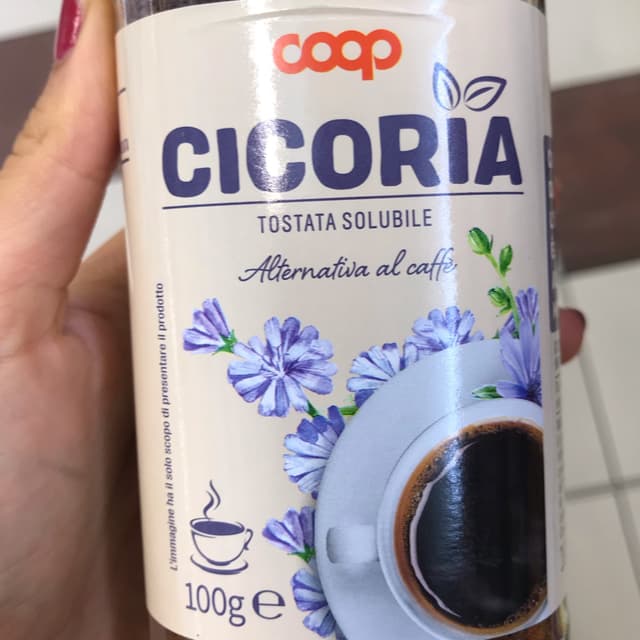 coop
CICORIA
TOSTATA SOLUBILE
Alternativa al caffè
L'immagine ha il solo scopo di presentare il prodotto
100g e